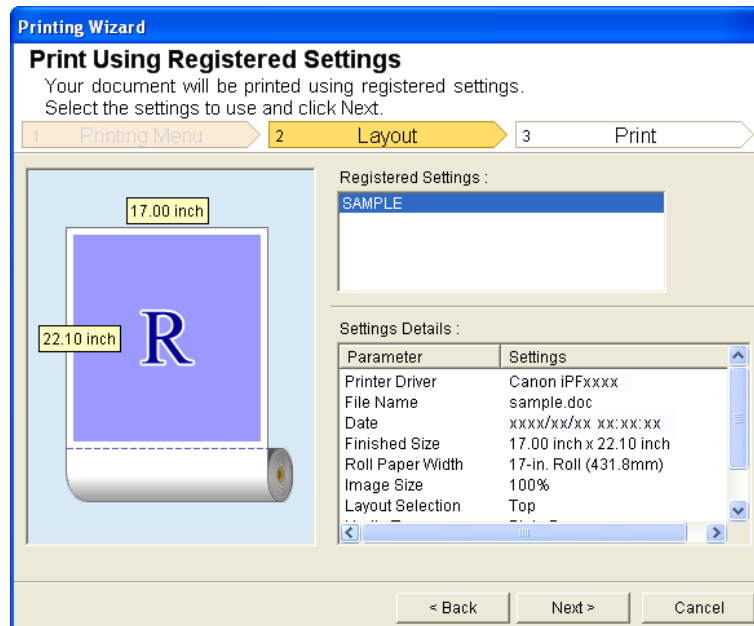 Printing Wizard
Print Using Registered Settings
Your document will be printed using registered settings.
Select the settings to use and click Next.
1 Printing Menu 2 Layout 3 Print
17.00 inch
22.10 inch
R
Registered Settings :
SAMPLE
Settings Details :
Parameter Settings
Printer Driver Canon iPFxxxx
File Name sample.doc
Date xxxx/xx/xx xx:xx:xx
Finished Size 17.00 inch x 22.10 inch
Roll Paper Width 17-in. Roll (431.8mm)
Image Size 100%
Layout Selection Top
< Back Next > Cancel